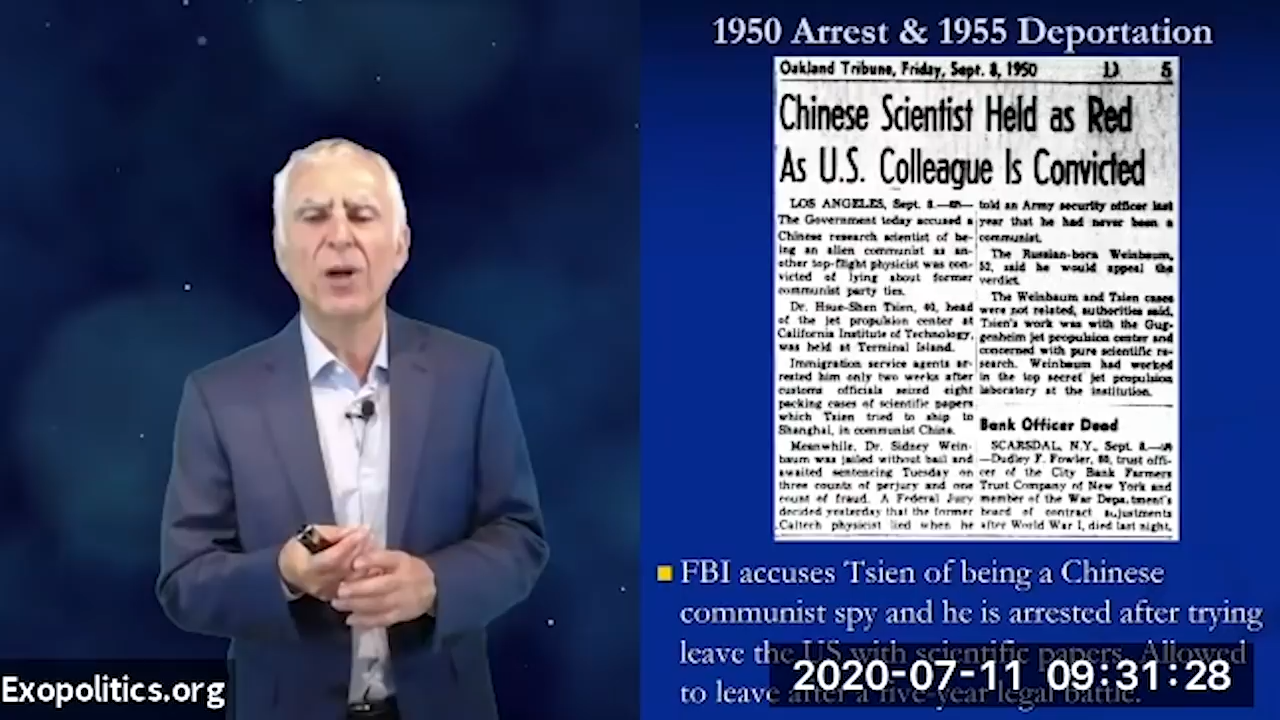 1950 Arrest & 1955 Deportation
Oakland Tribune, Friday, Sept. 8, 1950 D 5
Chinese Scientist Held as Red
As U.S. Colleague Is Convicted
LOS ANGELES, Sept. 8.—
The Government today accused a
Chinese research scientist of be-
ing an alien communist as an-
other top-flight physicist was con-
victed of lying about former
communist party ties.
Dr. Hsue-Shen Tsien, 40, head
of the jet propulsion center at
California Institute of Technology,
was held at Terminal Island.
Immigration service agents ar-
rested him only two weeks after
customs officials seized eight
packing cases of scientific papers
which Tsien tried to ship to
Shanghai, in communist China.
Meanwhile, Dr. Sidney Wein-
baum was jailed without bail and
awaited sentencing Tuesday on
three counts of perjury and one
count of fraud. A Federal Jury
decided yesterday that the former
Caltech physicist lied when he
told an Army security officer last
year that he had never been a
communist.
The Russian-born Weinbaum,
52, said he would appeal the
verdict.
The Weinbaum and Tsien cases
were not related, authorities said.
Tsien's work was with the Gug-
genheim jet propulsion center and
concerned with pure scientific re-
search. Weinbaum had worked
in the top secret jet propulsion
laboratory at the institution.
Bank Officer Dead
SCARSDAL, N.Y., Sept. 8.—
—Dudley F. Fowler, 80, trust offi-
cer of the City Bank Farmers
Trust Company of New York and
member of the War Depa.tment's
board of contract adjustments
after World War I, died last night,
FBI accuses Tsien of being a Chinese
communist spy and he is arrested after trying
leave the US with scientific papers. Allowed
to leave after a five-year legal battle.
2020-07-11 09:31:28
Exopolitics.org